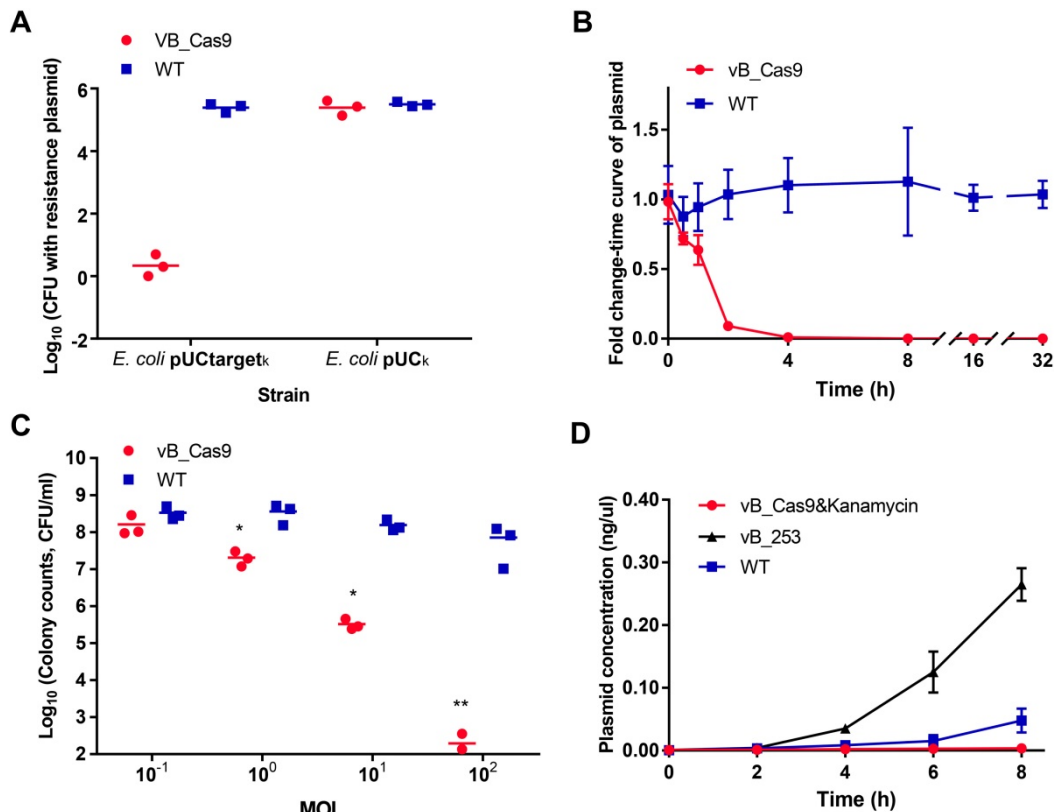 A
VB_Cas9
WT
Log10 (CFU with resistance plasmid)
6
4
2
0
-2
E. coli pUCtargetk
E. coli pUCk
Strain
B
vB_Cas9
WT
Fold change-time curve of plasmid
1.5
1.0
0.5
0.0
0 4 8 16 32
Time (h)
C
vB_Cas9
WT
Log10 (Colony counts, CFU/ml)
10
9
8
7
6
5
4
3
2
*
*
**
10-1 100 101 102
MOI
D
vB_Cas9&Kanamycin
vB_253
WT
Plasmid concentration (ng/ul)
0.40
0.30
0.20
0.10
0.00
0 2 4 6 8
Time (h)